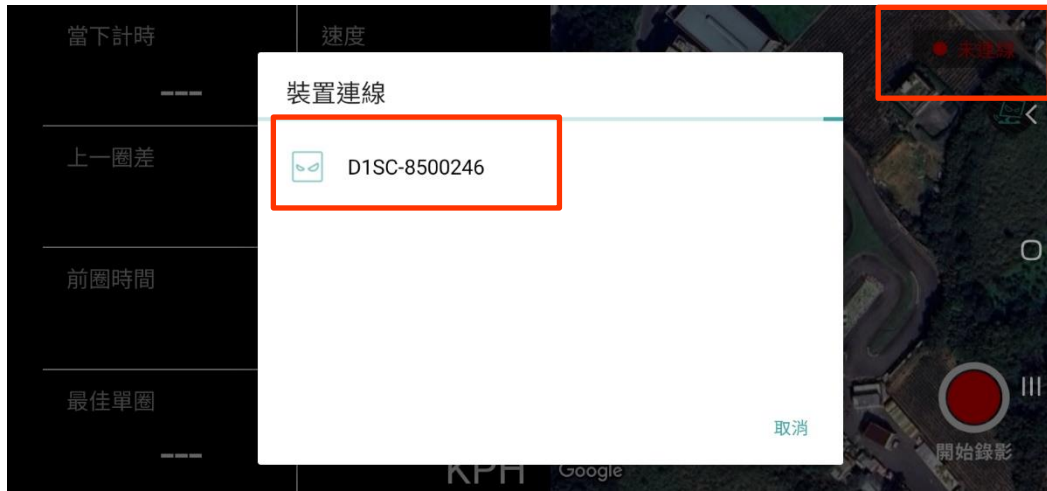 當下計時
速度
未連線
---
裝置連線
上一圈差
D1SC-8500246
前圈時間
最佳單圈
---
取消
開始錄影
KPH
Google